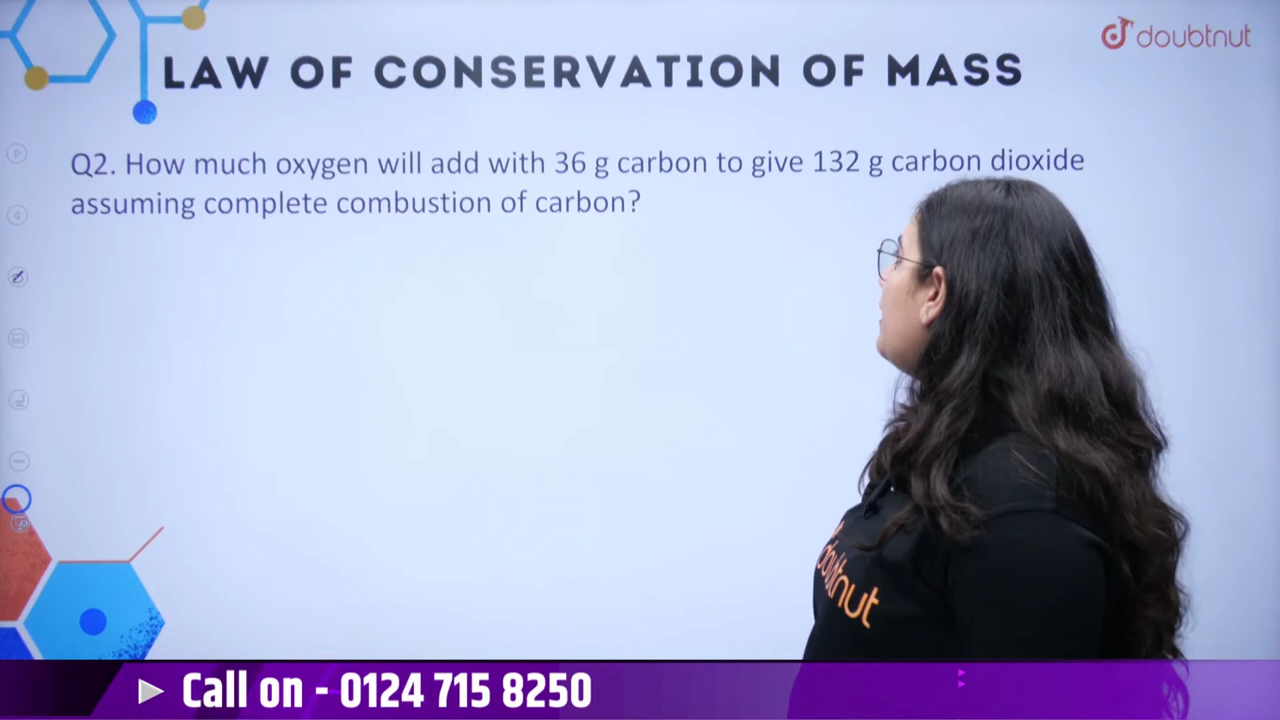 LAW OF CONSERVATION OF MASS
doubtnut
Q2. How much oxygen will add with 36 g carbon to give 132 g carbon dioxide
assuming complete combustion of carbon?
doubtnut
Call on - 0124 715 8250